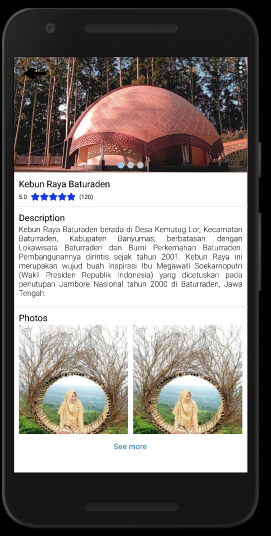 Kebun Raya Baturaden
5.0 (120)
Description
Kebun Raya Baturaden berada di Desa Kemutug Lor, Kecamatan
Baturraden, Kabupaten Banyumas, berbatasan dengan
Lokawisata Baturraden dan Bumi Perkemahan Baturraden.
Pembangunannya dirintis sejak tahun 2001. Kebun Raya ini
merupakan wujud buah inspirasi Ibu Megawati Soekarnoputri
(Wakil Presiden Republik Indonesia) yang dicetuskan pada
penutupan Jambore Nasional tahun 2000 di Baturraden, Jawa
Tengah.
Photos
See more